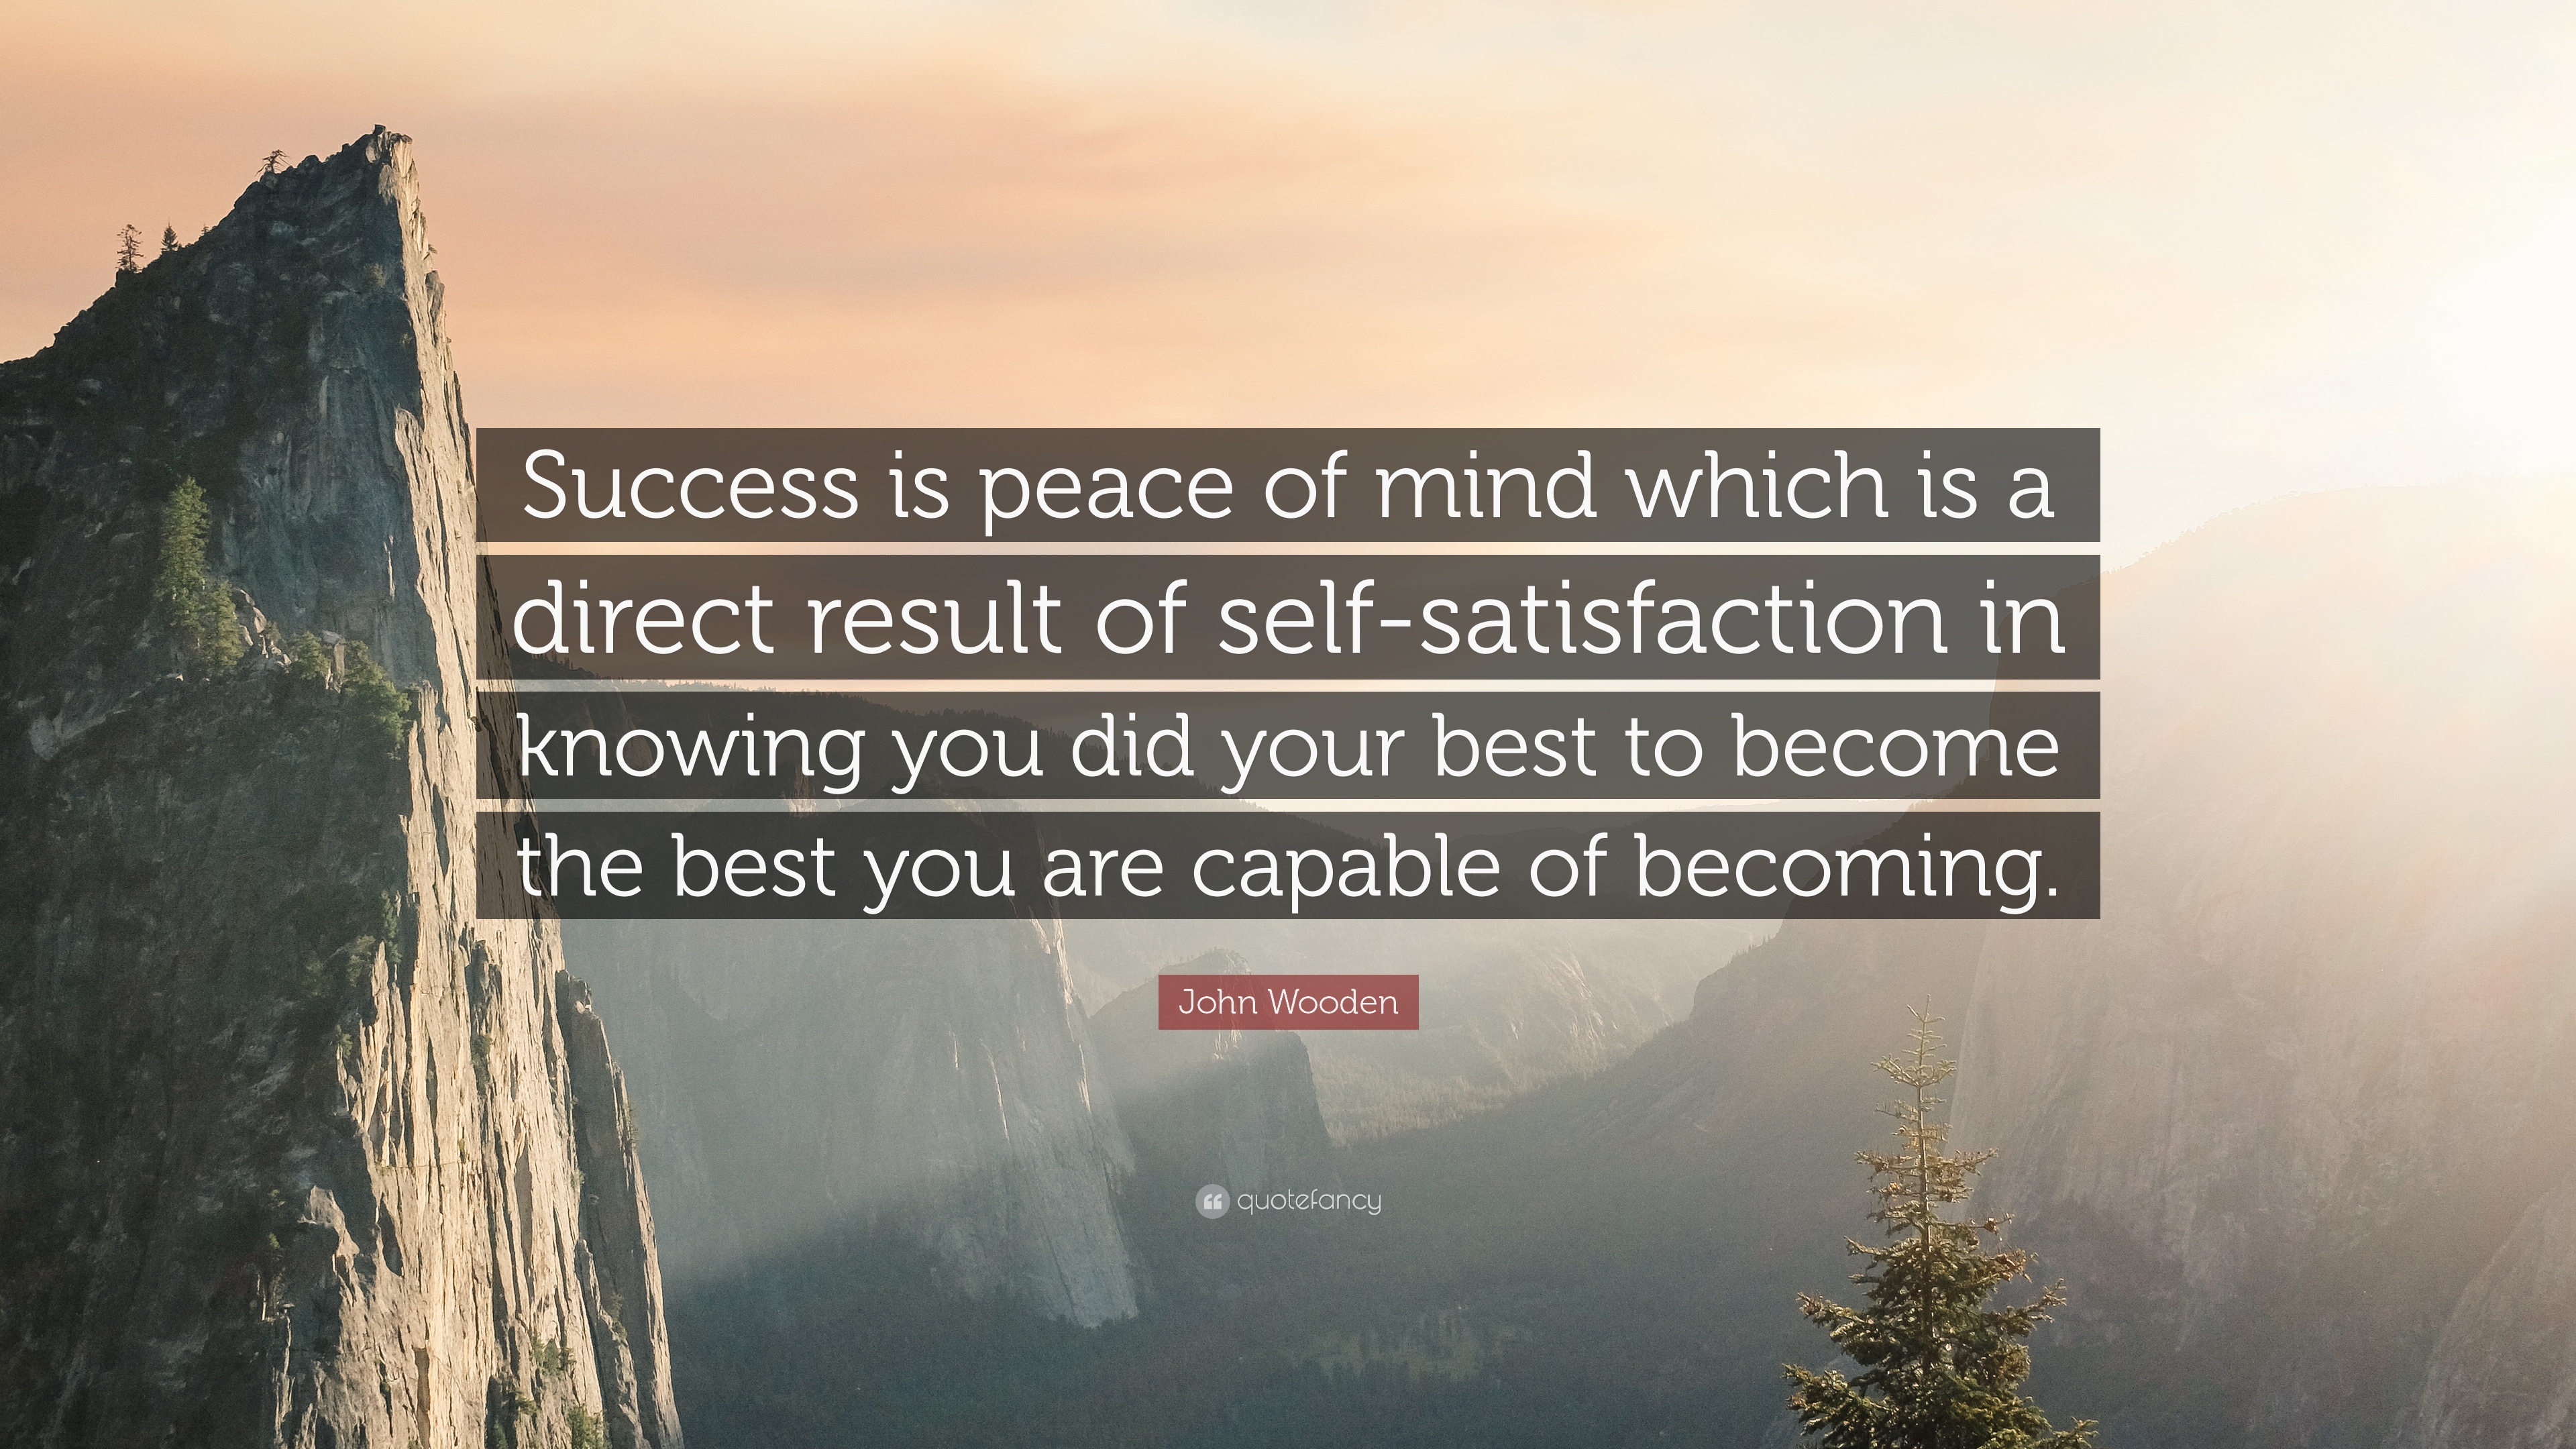 Success is peace of mind which is a
direct result of self-satisfaction in
knowing you did your best to become
the best you are capable of becoming.
John Wooden
quotefancy